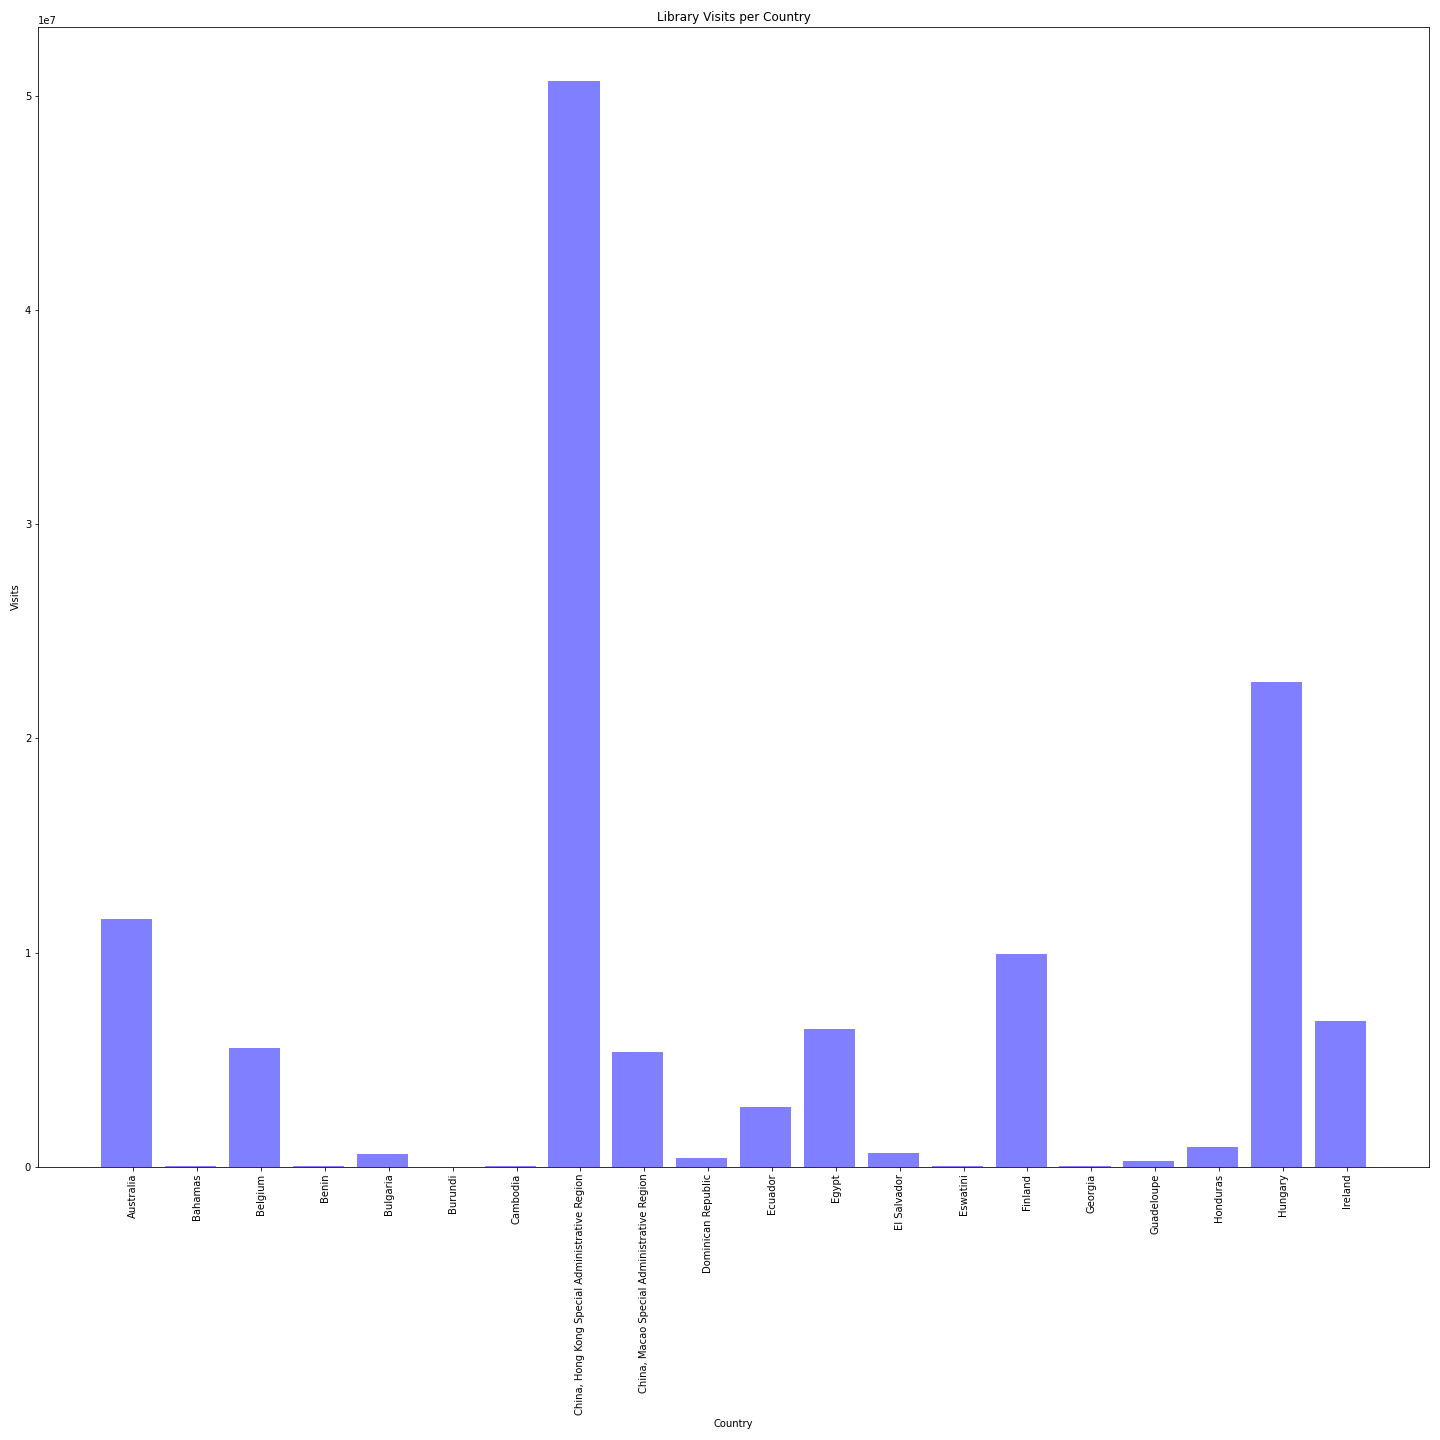 Library Visits per Country
1e7
5
4
3
2
1
0
Visits
Australia
Bahamas
Belgium
Benin
Bulgaria
Burundi
Cambodia
China, Hong Kong Special Administrative Region
China, Macao Special Administrative Region
Dominican Republic
Ecuador
Egypt
El Salvador
Eswatini
Finland
Georgia
Guadeloupe
Honduras
Hungary
Ireland
Country